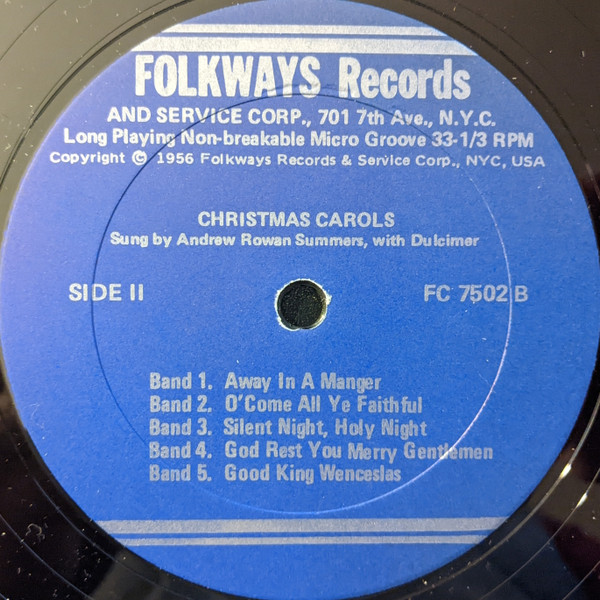 FOLKWAYS Records
AND SERVICE CORP., 701 7th Ave., N.Y.C.
Long Playing Non-breakable Micro Groove 33-1/3 RPM
Copyright © 1956 Folkways Records & Service Corp., NYC, USA
CHRISTMAS CAROLS
Sung by Andrew Rowan Summers, with Dulcimer
SIDE II FC 7502 B
Band 1. Away In A Manger
Band 2. O'Come All Ye Faithful
Band 3. Silent Night, Holy Night
Band 4. God Rest You Merry Gentlemen
Band 5. Good King Wenceslas